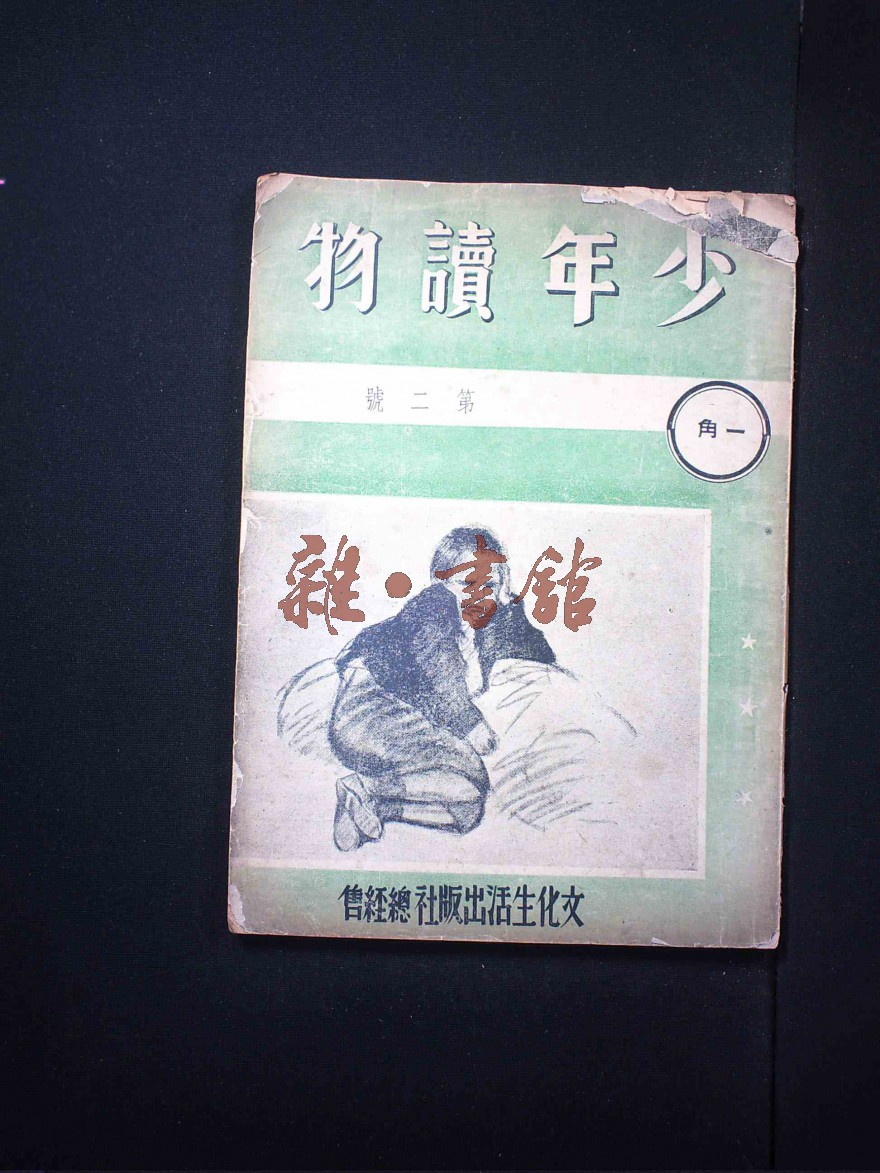 少年讀物
第二號
一角
雜·書館
文化生活出版社總經售